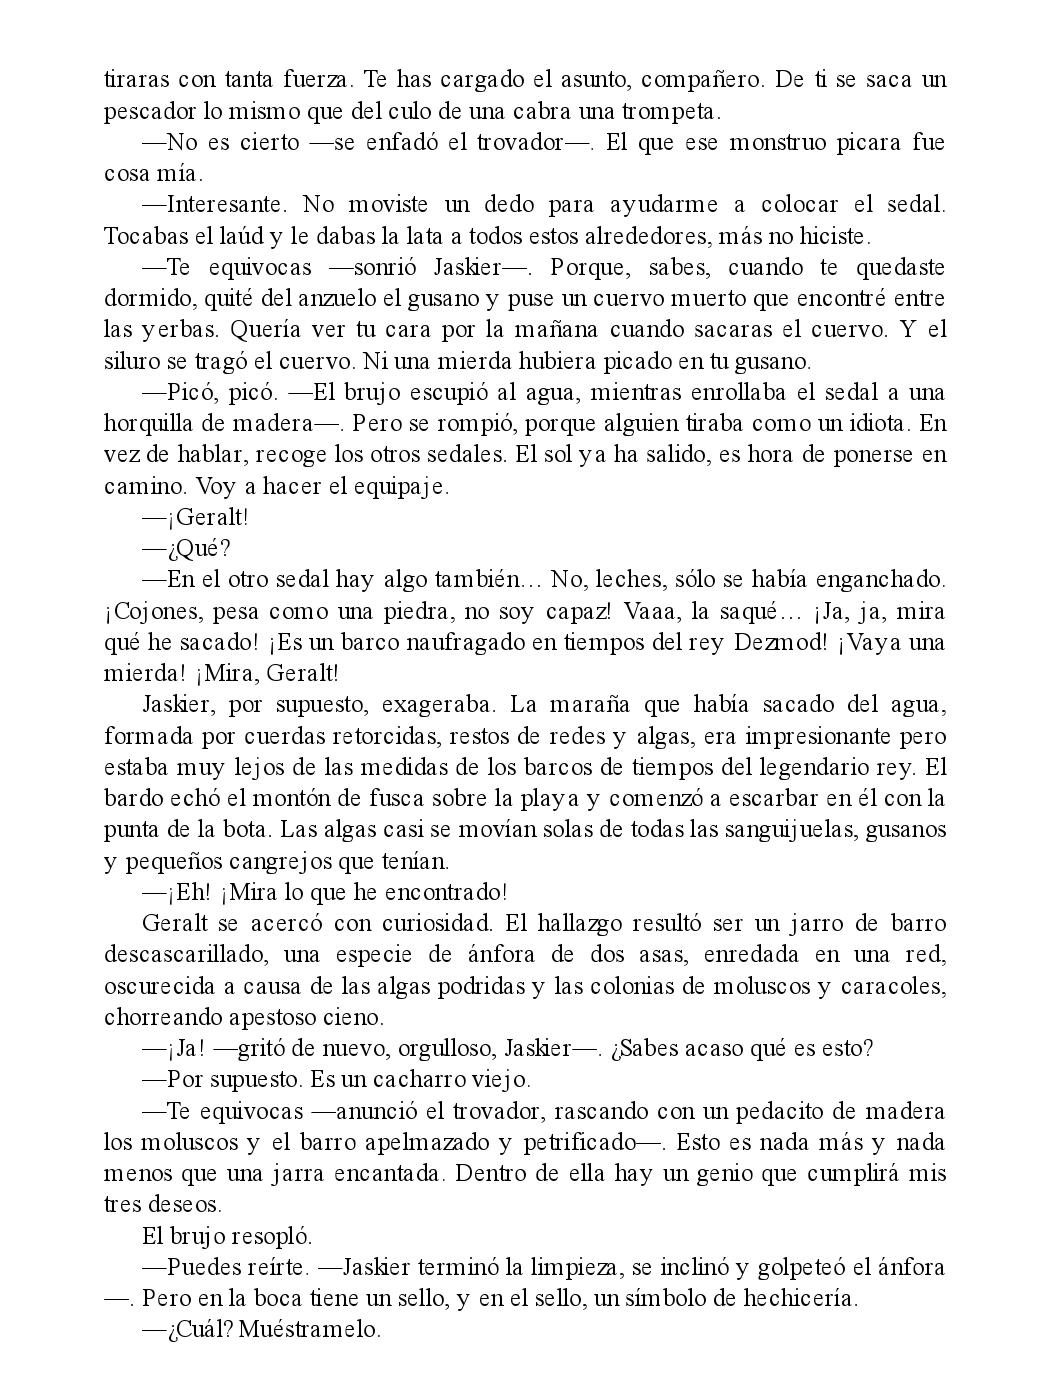 tiraras con tanta fuerza. Te has cargado el asunto, compañero. De ti se saca un
pescador lo mismo que del culo de una cabra una trompeta.
—No es cierto —se enfadó el trovador—. El que ese monstruo picara fue
cosa mía.
—Interesante. No moviste un dedo para ayudarme a colocar el sedal.
Tocabas el laúd y le dabas la lata a todos estos alrededores, más no hiciste.
—Te equivocas —sonrió Jaskier—. Porque, sabes, cuando te quedaste
dormido, quité del anzuelo el gusano y puse un cuervo muerto que encontré entre
las yerbas. Quería ver tu cara por la mañana cuando sacaras el cuervo. Y el
siluro se tragó el cuervo. Ni una mierda hubiera picado en tu gusano.
—Picó, picó. —El brujo escupió al agua, mientras enrollaba el sedal a una
horquilla de madera—. Pero se rompió, porque alguien tiraba como un idiota. En
vez de hablar, recoge los otros sedales. El sol ya ha salido, es hora de ponerse en
camino. Voy a hacer el equipaje.
—¡Geralt!
—¿Qué?
—En el otro sedal hay algo también… No, leches, sólo se había enganchado.
¡Cojones, pesa como una piedra, no soy capaz! Vaaa, la saqué… ¡Ja, ja, mira
qué he sacado! ¡Es un barco naufragado en tiempos del rey Dezmod! ¡Vaya una
mierda! ¡Mira, Geralt!
Jaskier, por supuesto, exageraba. La maraña que había sacado del agua,
formada por cuerdas retorcidas, restos de redes y algas, era impresionante pero
estaba muy lejos de las medidas de los barcos de tiempos del legendario rey. El
bardo echó el montón de fusca sobre la playa y comenzó a escarbar en él con la
punta de la bota. Las algas casi se movían solas de todas las sanguijuelas, gusanos
y pequeños cangrejos que tenían.
—¡Eh! ¡Mira lo que he encontrado!
Geralt se acercó con curiosidad. El hallazgo resultó ser un jarro de barro
descascarillado, una especie de ánfora de dos asas, enredada en una red,
oscurecida a causa de las algas podridas y las colonias de moluscos y caracoles,
chorreando apestoso cieno.
—¡Ja! —gritó de nuevo, orgulloso, Jaskier—. ¿Sabes acaso qué es esto?
—Por supuesto. Es un cacharro viejo.
—Te equivocas —anunció el trovador, rascando con un pedacito de madera
los moluscos y el barro apelmazado y petrificado—. Esto es nada más y nada
menos que una jarra encantada. Dentro de ella hay un genio que cumplirá mis
tres deseos.
El brujo resopló.
—Puedes reírte. —Jaskier terminó la limpieza, se inclinó y golpeteó el ánfora
—. Pero en la boca tiene un sello, y en el sello, un símbolo de hechicería.
—¿Cuál? Muéstramelo.